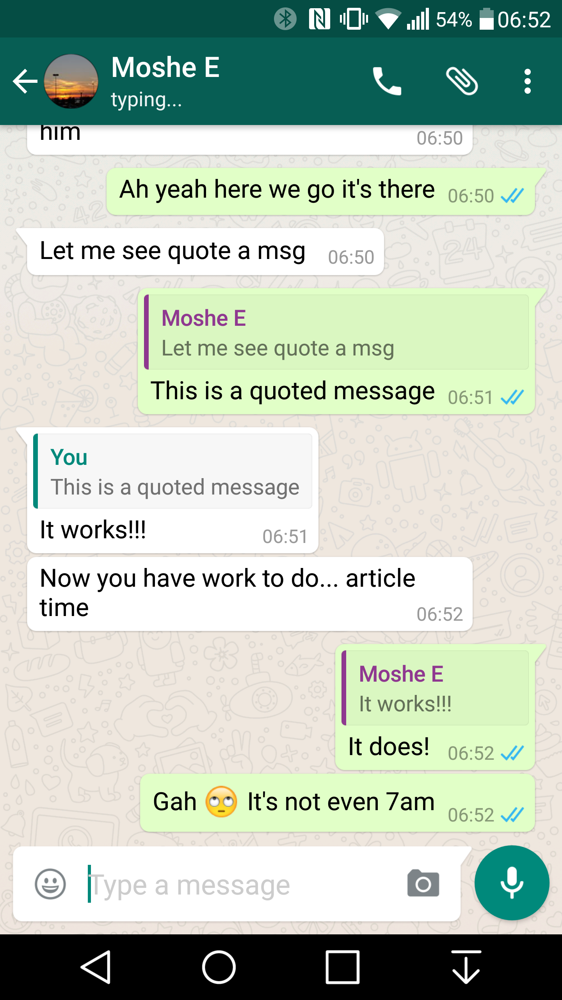 54% 06:52
Moshe E
typing...
him
06:50
Ah yeah here we go it's there 06:50
Let me see quote a msg 06:50
Moshe E
Let me see quote a msg
This is a quoted message 06:51
You
This is a quoted message
It works!!! 06:51
Now you have work to do... article
time 06:52
Moshe E
It works!!!
It does! 06:52
Gah 🙄 It's not even 7am 06:52
Type a message